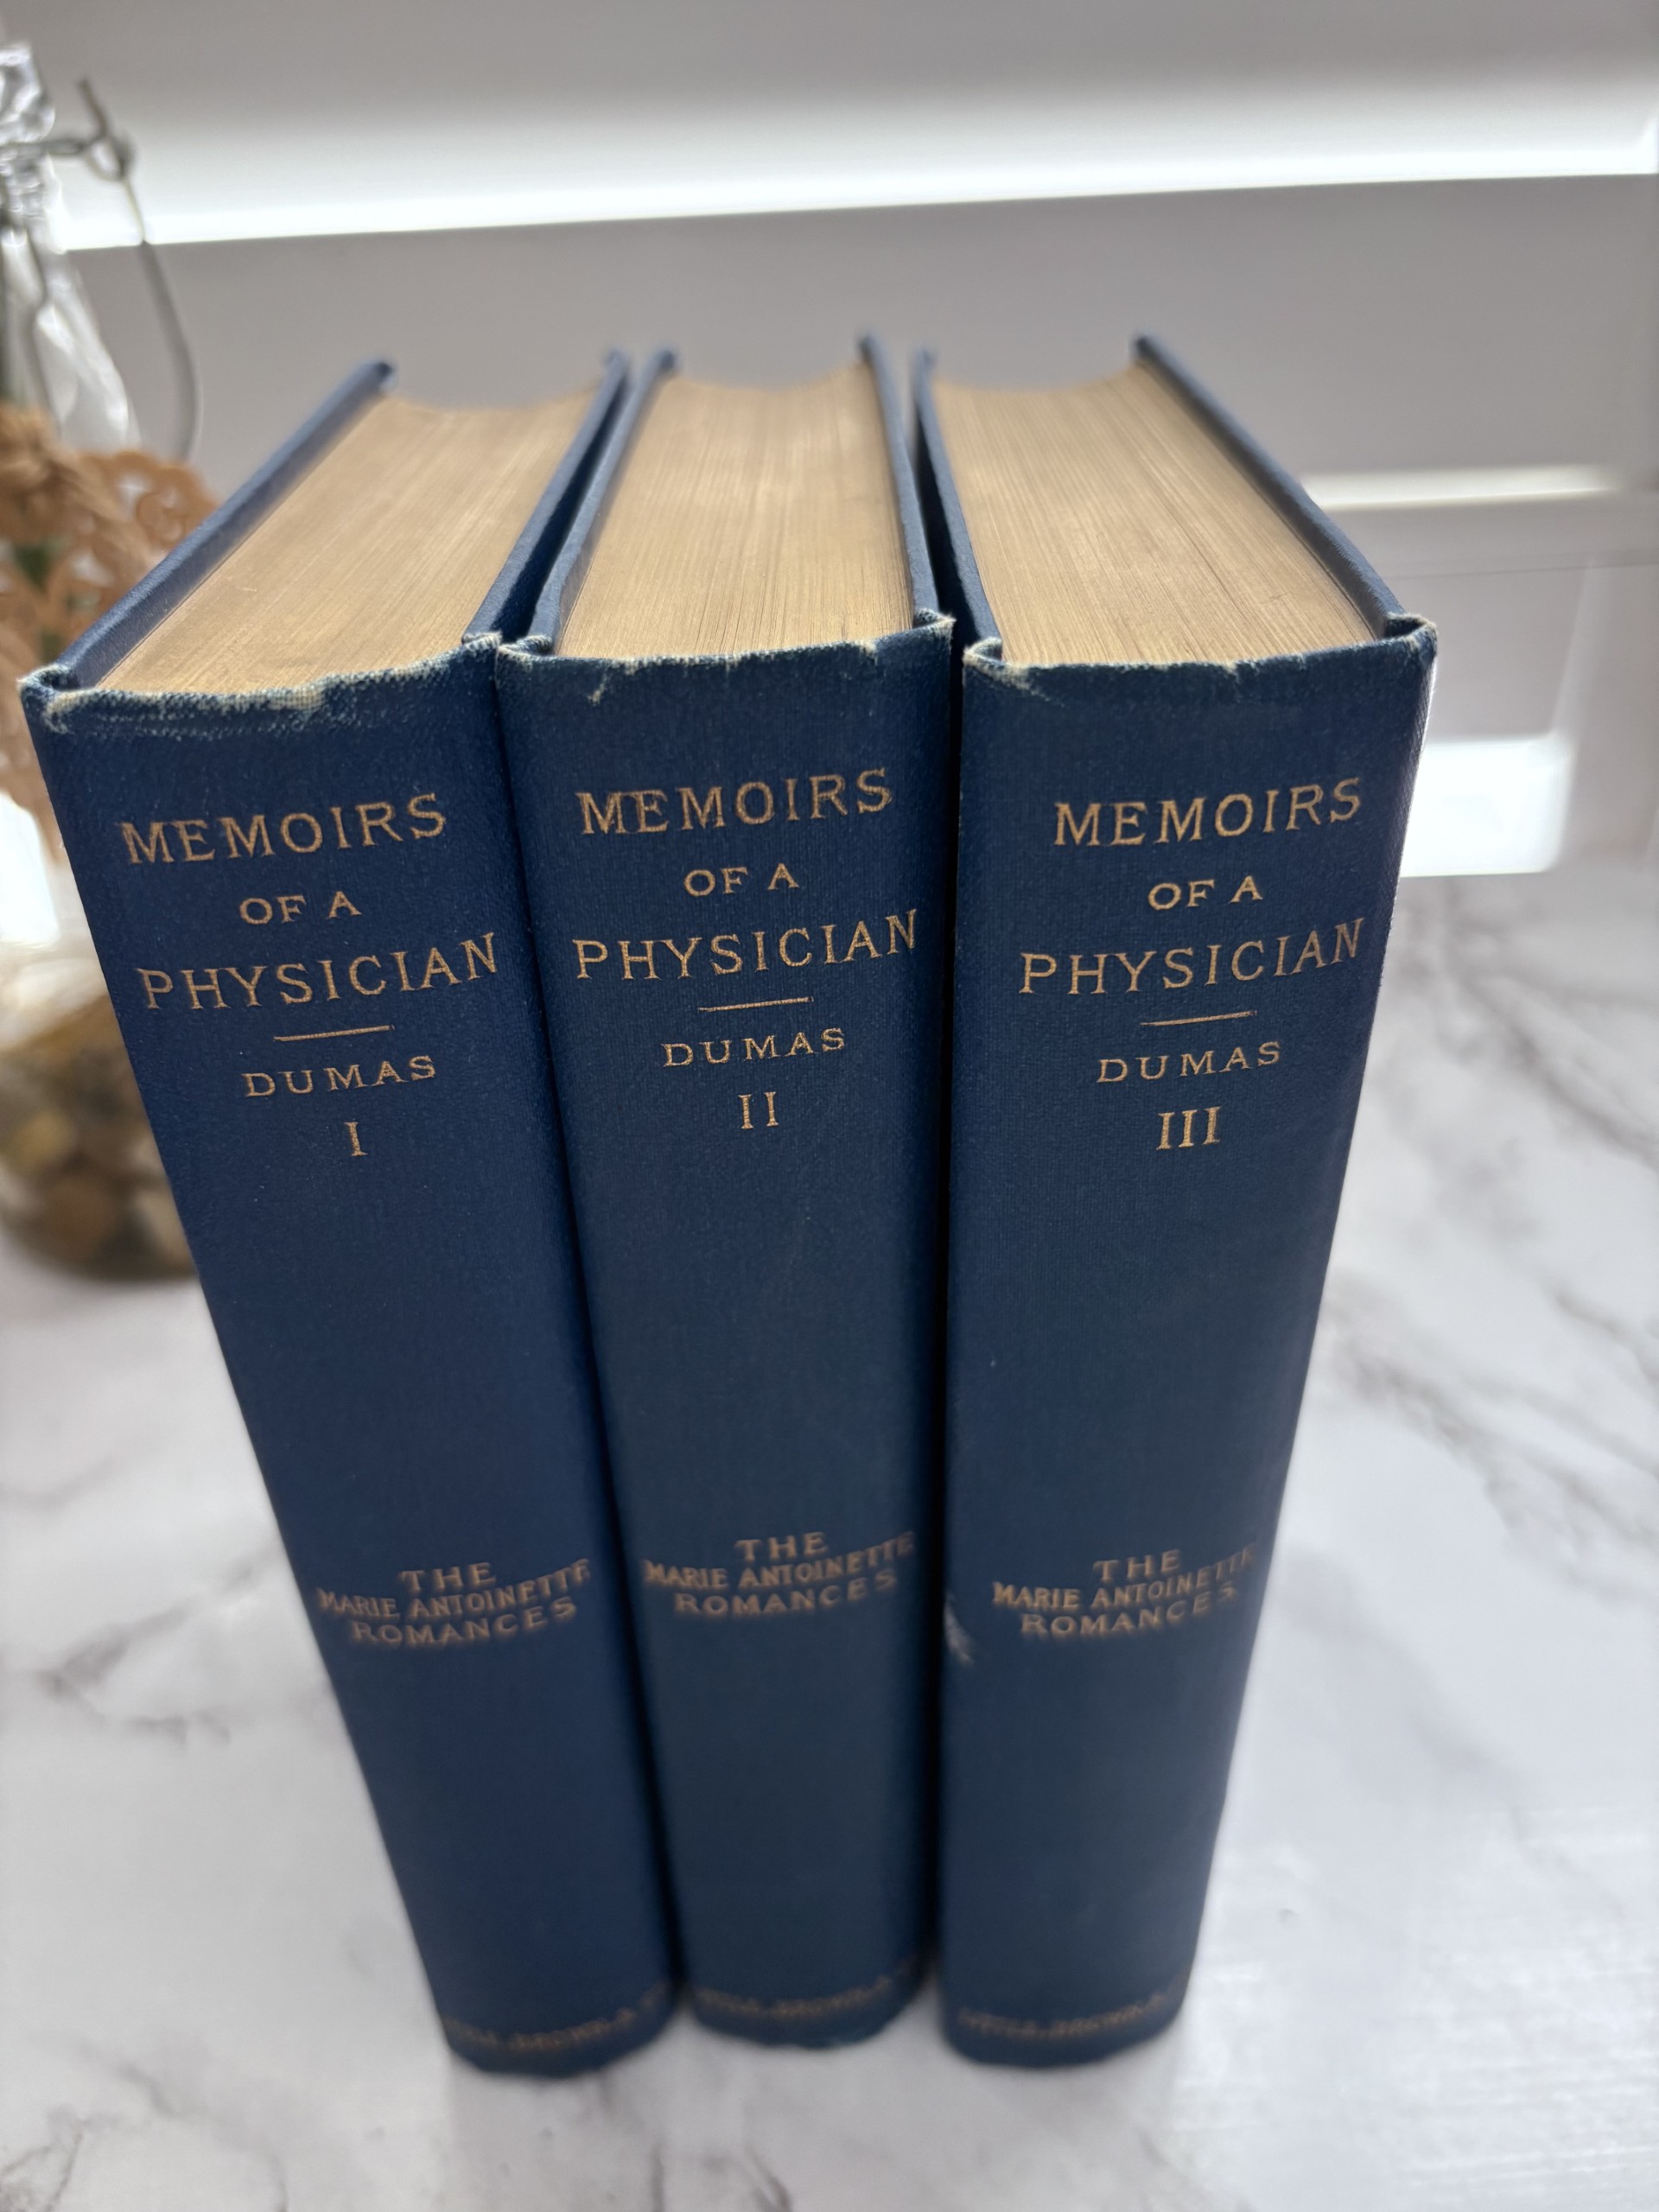 MEMOIRS
OF A
PHYSICIAN
DUMAS
I
THE
MARIE ANTOINETTE
ROMANCES
MEMOIRS
OF A
PHYSICIAN
DUMAS
II
THE
MARIE ANTOINETTE
ROMANCES
MEMOIRS
OF A
PHYSICIAN
DUMAS
III
THE
MARIE ANTOINETTE
ROMANCES